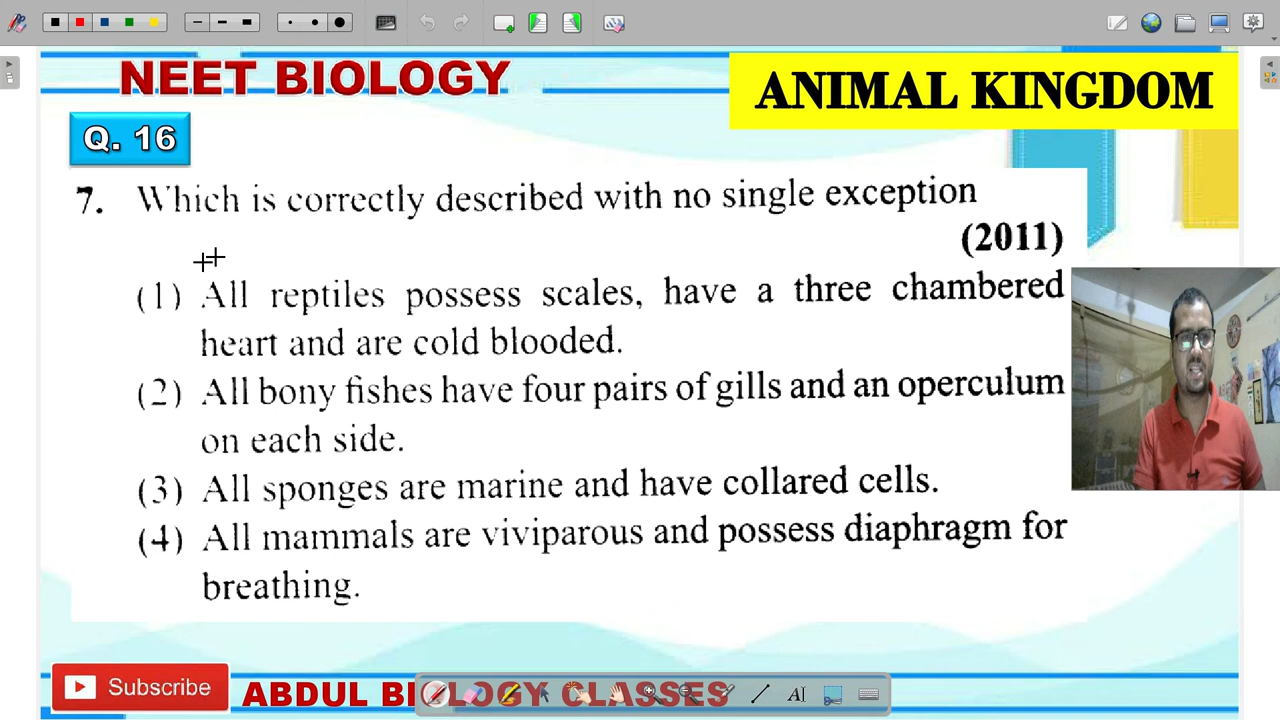 NEET BIOLOGY
ANIMAL KINGDOM
Q. 16
7. Which is correctly described with no single exception
(2011)
(1) All reptiles possess scales, have a three chambered
heart and are cold blooded.
(2) All bony fishes have four pairs of gills and an operculum
on each side.
(3) All sponges are marine and have collared cells.
(4) All mammals are viviparous and possess diaphragm for
breathing.
Subscribe
ABDUL BIOLOGY CLASSES